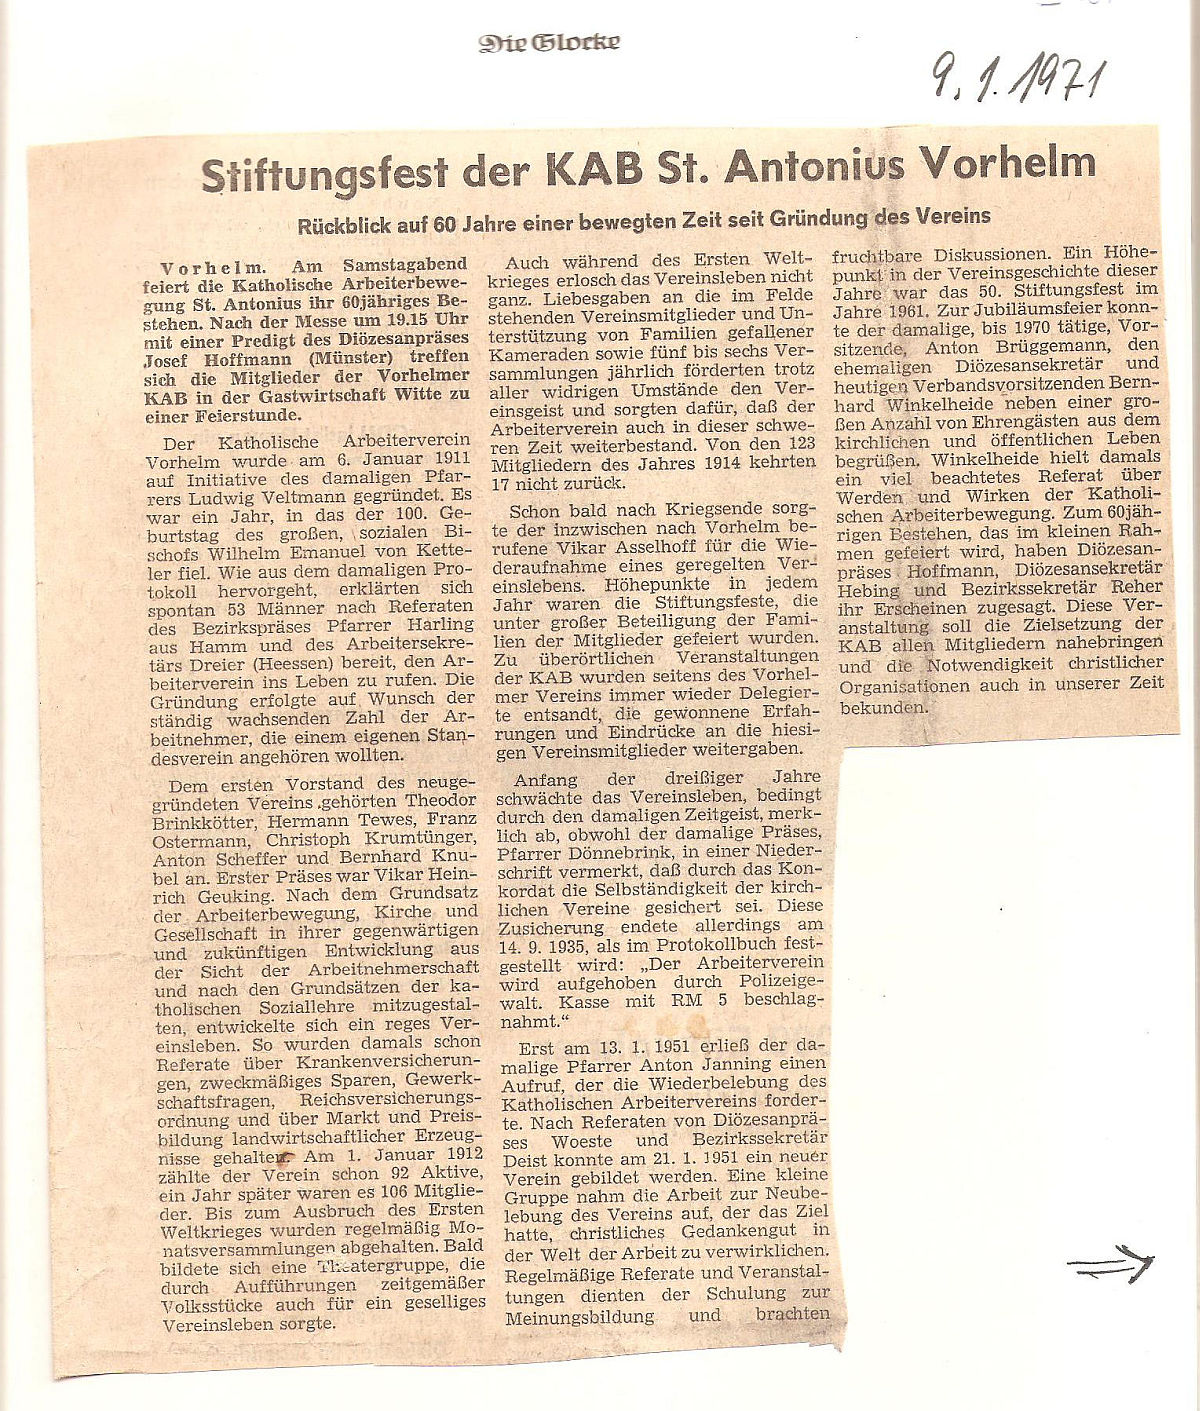 Die Glocke
9. 1. 1971
Stiftungsfest der KAB St. Antonius Vorhelm
Rückblick auf 60 Jahre einer bewegten Zeit seit Gründung des Vereins
Vorhelm. Am Samstagabend
feiert die Katholische Arbeiterbewe-
gung St. Antonius ihr 60jähriges Be-
stehen. Nach der Messe um 19.15 Uhr
mit einer Predigt des Diözesanpräses
Josef Hoffmann (Münster) treffen
sich die Mitglieder der Vorhelmer
KAB in der Gastwirtschaft Witte zu
einer Feierstunde.
Der Katholische Arbeiterverein
Vorhelm wurde am 6. Januar 1911
auf Initiative des damaligen Pfar-
rers Ludwig Veltmann gegründet. Es
war ein Jahr, in das der 100. Ge-
burtstag des großen, sozialen Bi-
schofs Wilhelm Emanuel von Kette-
ler fiel. Wie aus dem damaligen Pro-
tokoll hervorgeht, erklärten sich
spontan 53 Männer nach Referaten
des Bezirkspräses Pfarrer Harling
aus Hamm und des Arbeitersekre-
tärs Dreier (Heessen) bereit, den Ar-
beiterverein ins Leben zu rufen. Die
Gründung erfolgte auf Wunsch der
ständig wachsenden Zahl der Ar-
beitnehmer, die einem eigenen Stan-
desverein angehören wollten.
Dem ersten Vorstand des neuge-
gründeten Vereins gehörten Theodor
Brinkkötter, Hermann Tewes, Franz
Ostermann, Christoph Krumtünger,
Anton Scheffer und Bernhard Knu-
bel an. Erster Präses war Vikar Hein-
rich Geuking. Nach dem Grundsatz
der Arbeiterbewegung, Kirche und
Gesellschaft in ihrer gegenwärtigen
und zukünftigen Entwicklung aus
der Sicht der Arbeitnehmerschaft
und nach den Grundsätzen der ka-
tholischen Soziallehre mitzugestal-
ten, entwickelte sich ein reges Ver-
einsleben. So wurden damals schon
Referate über Krankenversicherun-
gen, zweckmäßiges Sparen, Gewerk-
schaftsfragen, Reichsversicherungs-
ordnung und über Markt und Preis-
bildung landwirtschaftlicher Erzeug-
nisse gehalten. Am 1. Januar 1912
zählte der Verein schon 92 Aktive,
ein Jahr später waren es 106 Mitglie-
der. Bis zum Ausbruch des Ersten
Weltkrieges wurden regelmäßig Mo-
natsversammlungen abgehalten. Bald
bildete sich eine Theatergruppe, die
durch Aufführungen zeitgemäßer
Volksstücke auch für ein geselliges
Vereinsleben sorgte.
Auch während des Ersten Welt-
krieges erlosch das Vereinsleben nicht
ganz. Liebesgaben an die im Felde
stehenden Vereinsmitglieder und Un-
terstützung von Familien gefallener
Kameraden sowie fünf bis sechs Ver-
sammlungen jährlich förderten trotz
aller widrigen Umstände den Ver-
einsgeist und sorgten dafür, daß der
Arbeiterverein auch in dieser schwe-
ren Zeit weiterbestand. Von den 123
Mitgliedern des Jahres 1914 kehrten
17 nicht zurück.
Schon bald nach Kriegsende sorg-
te der inzwischen nach Vorhelm be-
rufene Vikar Asselhoff für die Wie-
deraufnahme eines geregelten Ver-
einslebens. Höhepunkte in jedem
Jahr waren die Stiftungsfeste, die
unter großer Beteiligung der Fami-
lien der Mitglieder gefeiert wurden.
Zu überörtlichen Veranstaltungen
der KAB wurden seitens des Vorhel-
mer Vereins immer wieder Delegier-
te entsandt, die gewonnene Erfah-
rungen und Eindrücke an die hiesi-
gen Vereinsmitglieder weitergaben.
Anfang der dreißiger Jahre
schwächte das Vereinsleben, bedingt
durch den damaligen Zeitgeist, merk-
lich ab, obwohl der damalige Präses,
Pfarrer Dönnebrink, in einer Nieder-
schrift vermerkt, daß durch das Kon-
kordat die Selbständigkeit der kirch-
lichen Vereine gesichert sei. Diese
Zusicherung endete allerdings am
14. 9. 1935, als im Protokollbuch fest-
gestellt wird: „Der Arbeiterverein
wird aufgehoben durch Polizeige-
walt. Kasse mit RM 5 beschlag-
nahmt.“
Erst am 13. 1. 1951 erließ der da-
malige Pfarrer Anton Janning einen
Aufruf, der die Wiederbelebung des
Katholischen Arbeitervereins forder-
te. Nach Referaten von Diözesanprä-
ses Woeste und Bezirkssekretär
Deist konnte am 21. 1. 1951 ein neuer
Verein gebildet werden. Eine kleine
Gruppe nahm die Arbeit zur Neube-
lebung des Vereins auf, der das Ziel
hatte, christliches Gedankengut in
der Welt der Arbeit zu verwirklichen.
Regelmäßige Referate und Veranstal-
tungen dienten der Schulung zur
Meinungsbildung und brachten
fruchtbare Diskussionen. Ein Höhe-
punkt in der Vereinsgeschichte dieser
Jahre war das 50. Stiftungsfest im
Jahre 1961. Zur Jubiläumsfeier konn-
te der damalige, bis 1970 tätige, Vor-
sitzende, Anton Brüggemann, den
ehemaligen Diözesansekretär und
heutigen Verbandsvorsitzenden Bern-
hard Winkelheide neben einer gro-
ßen Anzahl von Ehrengästen aus dem
kirchlichen und öffentlichen Leben
begrüßen. Winkelheide hielt damals
ein viel beachtetes Referat über
Werden und Wirken der Katholi-
schen Arbeiterbewegung. Zum 60jäh-
rigen Bestehen, das im kleinen Rah-
men gefeiert wird, haben Diözesan-
präses Hoffmann, Diözesansekretär
Hebing und Bezirkssekretär Reher
ihr Erscheinen zugesagt. Diese Ver-
anstaltung soll die Zielsetzung der
KAB allen Mitgliedern nahebringen
und die Notwendigkeit christlicher
Organisationen auch in unserer Zeit
bekunden.